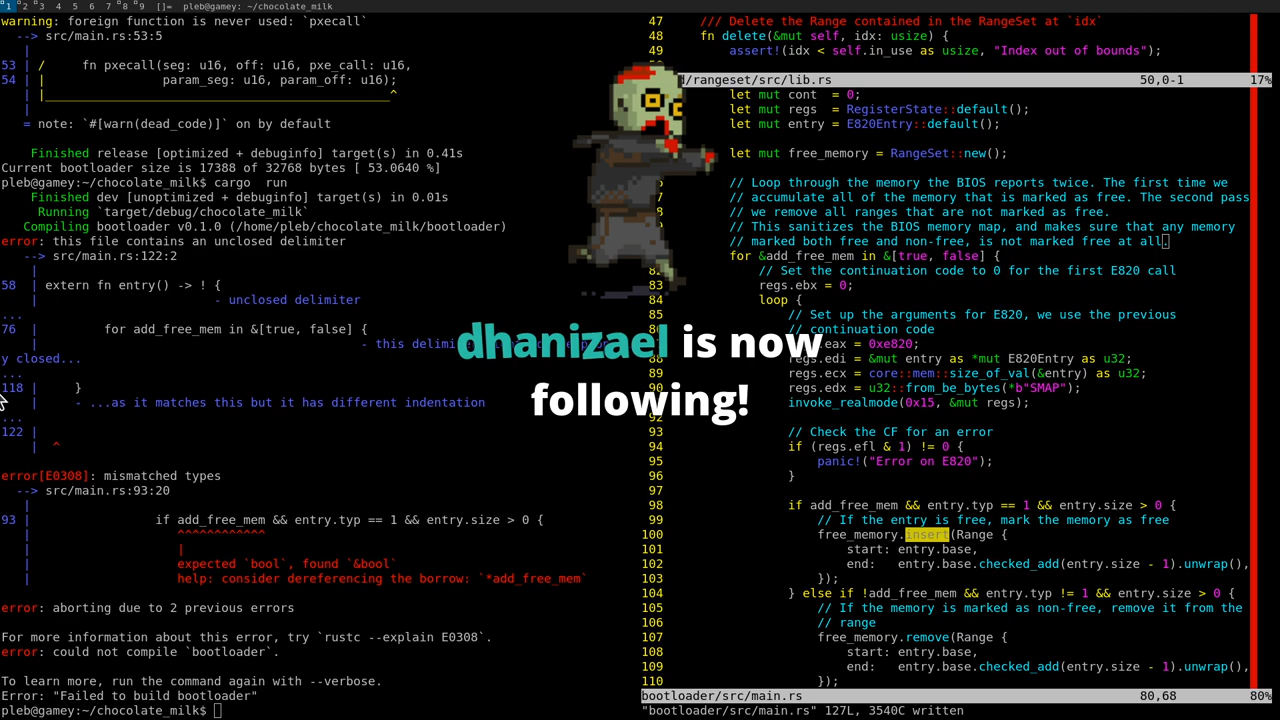 1 2 3 4 5 6 7 8 9 []= pleb@gamey: ~/chocolate_milk
warning: foreign function is never used: `pxecall`
--> src/main.rs:53:5
|
53 | /     fn pxecall(seg: u16, off: u16, pxe_call: u16,
54 | |                param_seg: u16, param_off: u16);
| |________________________________________________^
|
= note: `#[warn(dead_code)]` on by default
Finished release [optimized + debuginfo] target(s) in 0.41s
Current bootloader size is 17388 of 32768 bytes [ 53.0640 %]
pleb@gamey:~/chocolate_milk$ cargo  run
Finished dev [unoptimized + debuginfo] target(s) in 0.01s
Running `target/debug/chocolate_milk`
Compiling bootloader v0.1.0 (/home/pleb/chocolate_milk/bootloader)
error: this file contains an unclosed delimiter
--> src/main.rs:122:2
|
58 | extern fn entry() -> ! {
|                        - unclosed delimiter
...
76 |         for add_free_mem in &[true, false] {
|                                            - this delimi
y closed...
...
118 |     }
|     - ...as it matches this but it has different indentation
...
122 |
|  ^
error[E0308]: mismatched types
--> src/main.rs:93:20
|
93 |                 if add_free_mem && entry.typ == 1 && entry.size > 0 {
|                    ^^^^^^^^^^^^
|                    |
|                    expected `bool`, found `&bool`
|                    help: consider dereferencing the borrow: `*add_free_mem`
error: aborting due to 2 previous errors
For more information about this error, try `rustc --explain E0308`.
error: could not compile `bootloader`.
To learn more, run the command again with --verbose.
Error: "Failed to build bootloader"
pleb@gamey:~/chocolate_milk$
47     /// Delete the Range contained in the RangeSet at `idx`
48     fn delete(&mut self, idx: usize) {
49         assert!(idx < self.in_use as usize, "Index out of bounds");
/rangeset/src/lib.rs 50,0-1 17%
let mut cont  = 0;
let mut regs  = RegisterState::default();
let mut entry = E820Entry::default();
let mut free_memory = RangeSet::new();
// Loop through the memory the BIOS reports twice. The first time we
// accumulate all of the memory that is marked as free. The second pass
// we remove all ranges that are not marked as free.
// This sanitizes the BIOS memory map, and makes sure that any memory
// marked both free and non-free, is not marked free at all.
for &add_free_mem in &[true, false] {
// Set the continuation code to 0 for the first E820 call
83             regs.ebx = 0;
84             loop {
85                 // Set up the arguments for E820, we use the previous
// continuation code
.eax = 0xe820;
regs.edi = &mut entry as *mut E820Entry as u32;
89                 regs.ecx = core::mem::size_of_val(&entry) as u32;
90                 regs.edx = u32::from_be_bytes(*b"SMAP");
invoke_realmode(0x15, &mut regs);
92
93                 // Check the CF for an error
94                 if (regs.efl & 1) != 0 {
95                     panic!("Error on E820");
96                 }
97
98                 if add_free_mem && entry.typ == 1 && entry.size > 0 {
99                     // If the entry is free, mark the memory as free
100                     free_memory.insert(Range {
101                         start: entry.base,
102                         end:   entry.base.checked_add(entry.size - 1).unwrap(),
103                     });
104                 } else if !add_free_mem && entry.typ != 1 && entry.size > 0 {
105                     // If the memory is marked as non-free, remove it from the
106                     // range
107                     free_memory.remove(Range {
108                         start: entry.base,
109                         end:   entry.base.checked_add(entry.size - 1).unwrap(),
110                     });
bootloader/src/main.rs 80,68 80%
"bootloader/src/main.rs" 127L, 3540C written
dhanizael is now
following!